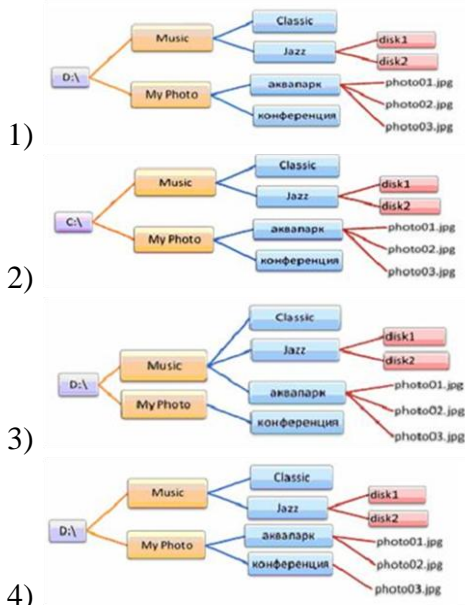 Classic
Music
Jazz
disk1
disk2
D:\
My Photo
аквапарк
photo01.jpg
photo02.jpg
photo03.jpg
конференция
1)
Classic
Music
Jazz
disk1
disk2
C:\
My Photo
аквапарк
photo01.jpg
photo02.jpg
photo03.jpg
конференция
2)
Classic
Music
Jazz
disk1
disk2
D:\
My Photo
аквапарк
photo01.jpg
photo02.jpg
photo03.jpg
конференция
3)
Classic
Music
Jazz
disk1
disk2
D:\
My Photo
аквапарк
photo01.jpg
photo02.jpg
конференция
photo03.jpg
4)